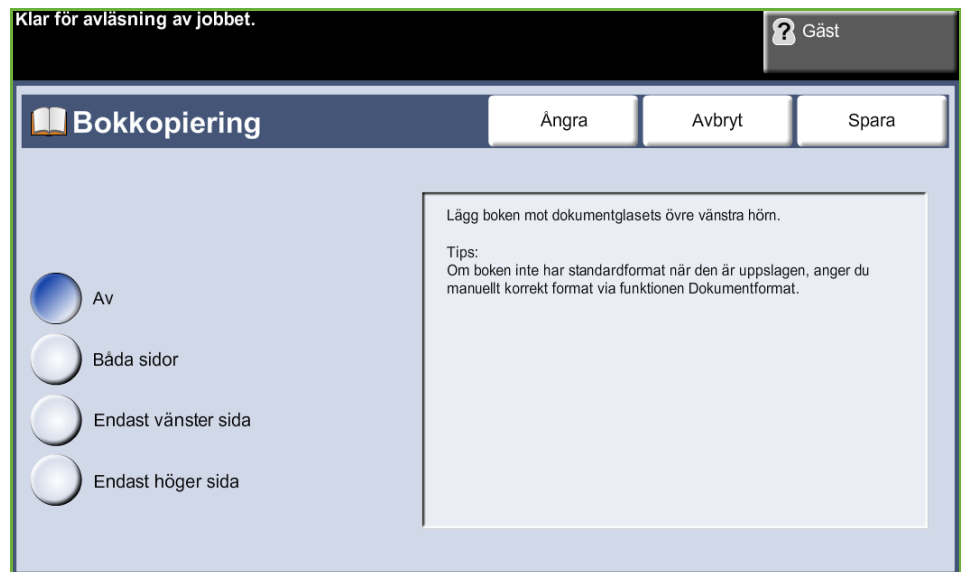 Klar för avläsning av jobbet.
Gäst
Bokkopiering
Ångra
Avbryt
Spara
Lägg boken mot dokumentglasets övre vänstra hörn.
Tips:
Om boken inte har standardformat när den är uppslagen, anger du
manuellt korrekt format via funktionen Dokumentformat.
Av
Båda sidor
Endast vänster sida
Endast höger sida